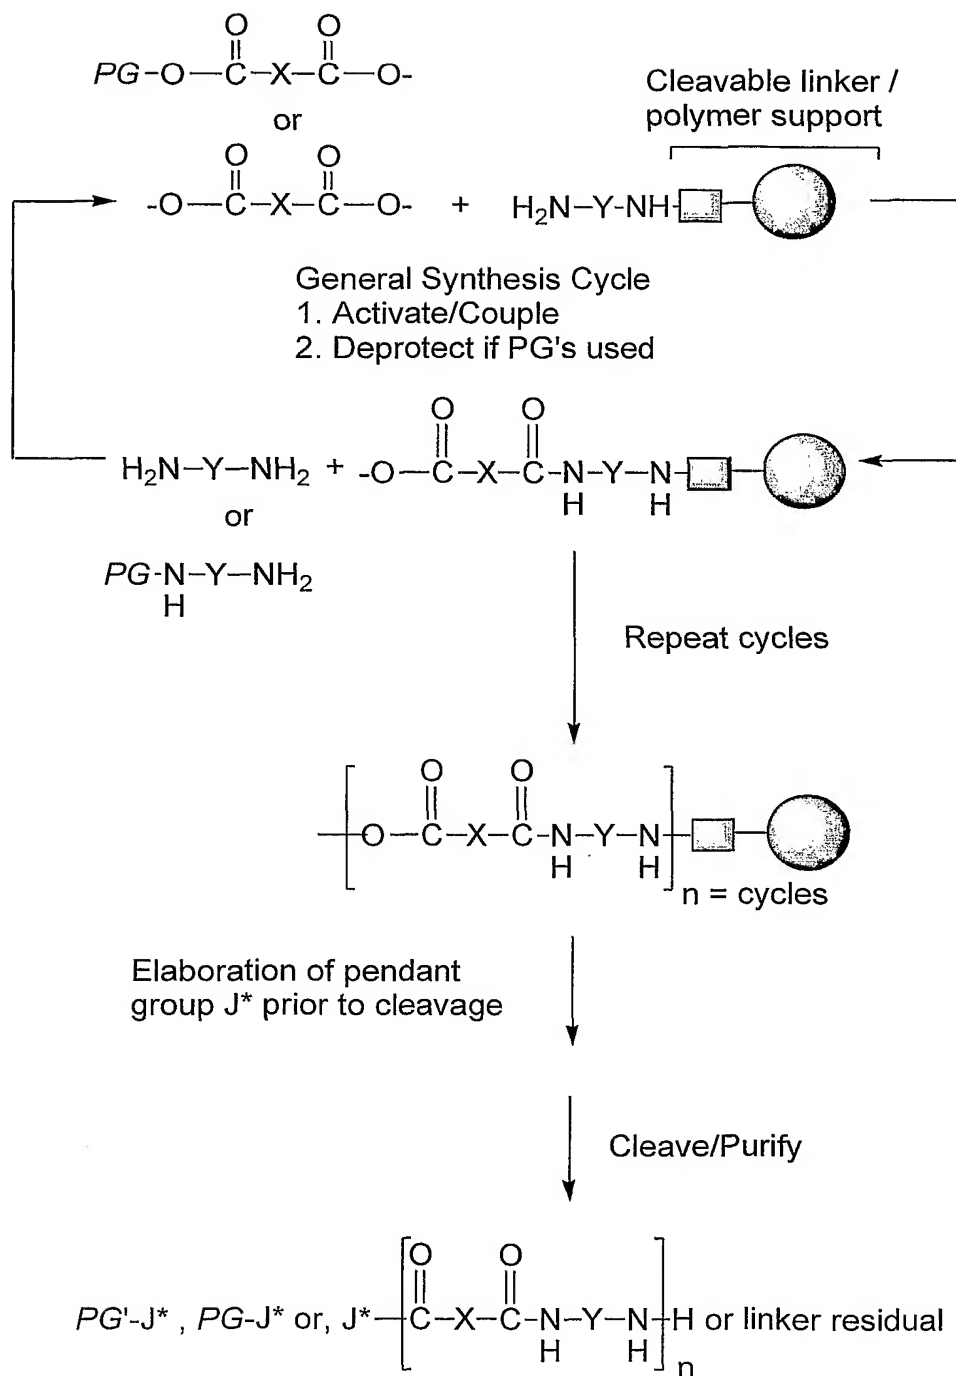 O O
PG-O—C—X—C—O-
or
Cleavable linker /
polymer support
O O
-O—C—X—C—O- + H2N—Y-NH
General Synthesis Cycle
1. Activate/Couple
2. Deprotect if PG's used
O O
H2N—Y—NH2 + -O—C—X—C—N—Y—N
H H
or
PG-N—Y—NH2
H
Repeat cycles
O O
O—C—X—C—N—Y—N
H H
n = cycles
Elaboration of pendant
group J* prior to cleavage
Cleave/Purify
O O
PG'-J* , PG-J* or, J*—C—X—C—N—Y—N—H or linker residual
H H
n